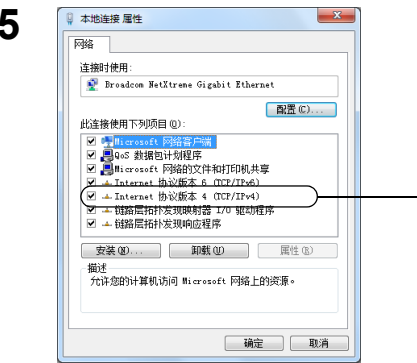 5
本地连接 属性
网络
连接时使用:
Broadcom NetXtreme Gigabit Ethernet
配置(C)...
此连接使用下列项目(O):
Microsoft 网络客户端
QoS 数据包计划程序
Microsoft 网络的文件和打印机共享
Internet 协议版本 6 (TCP/IPv6)
Internet 协议版本 4 (TCP/IPv4)
链路层拓扑发现映射器 I/O 驱动程序
链路层拓扑发现响应程序
安装(N)...
卸载(U)
属性(R)
描述
允许您的计算机访问 Microsoft 网络上的资源。
确定
取消